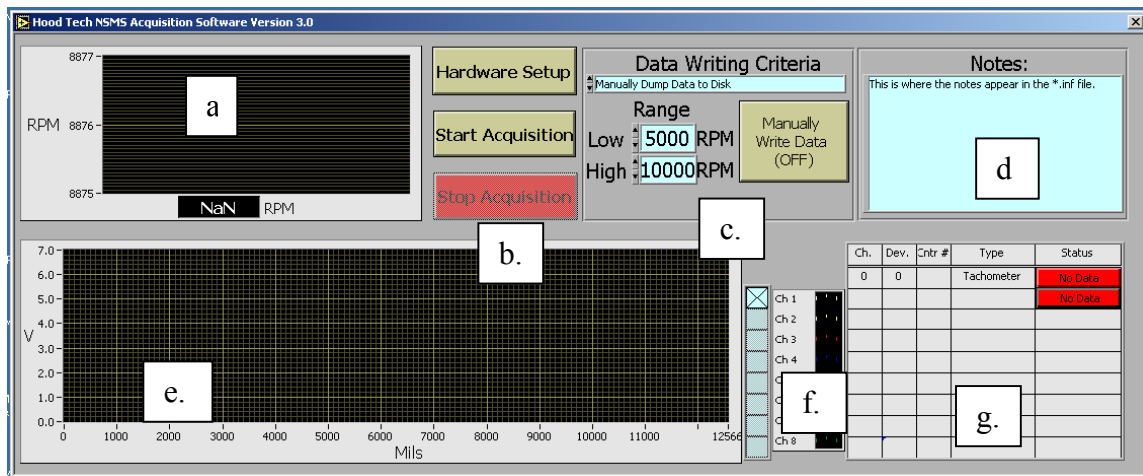 Hood Tech NSMS Acquisition Software Version 3.0
8877
RPM 8876
8875
NaN RPM
a
Hardware Setup
Start Acquisition
Stop Acquisition
b.
Data Writing Criteria
Manually Dump Data to Disk
Range
Low 5000 RPM
High 10000 RPM
Manually
Write Data
(OFF)
c.
Notes:
This is where the notes appear in the *.inf file.
d
7.0
6.0
5.0
4.0
V
3.0
2.0
1.0
0.0
0 1000 2000 3000 4000 5000 6000 7000 8000 9000 10000 11000 12566
Mils
e.
Ch 1
Ch 2
Ch 3
Ch 4
Ch 8
f.
Ch. Dev. Cntr # Type Status
0 0 Tachometer No Data
No Data
g.